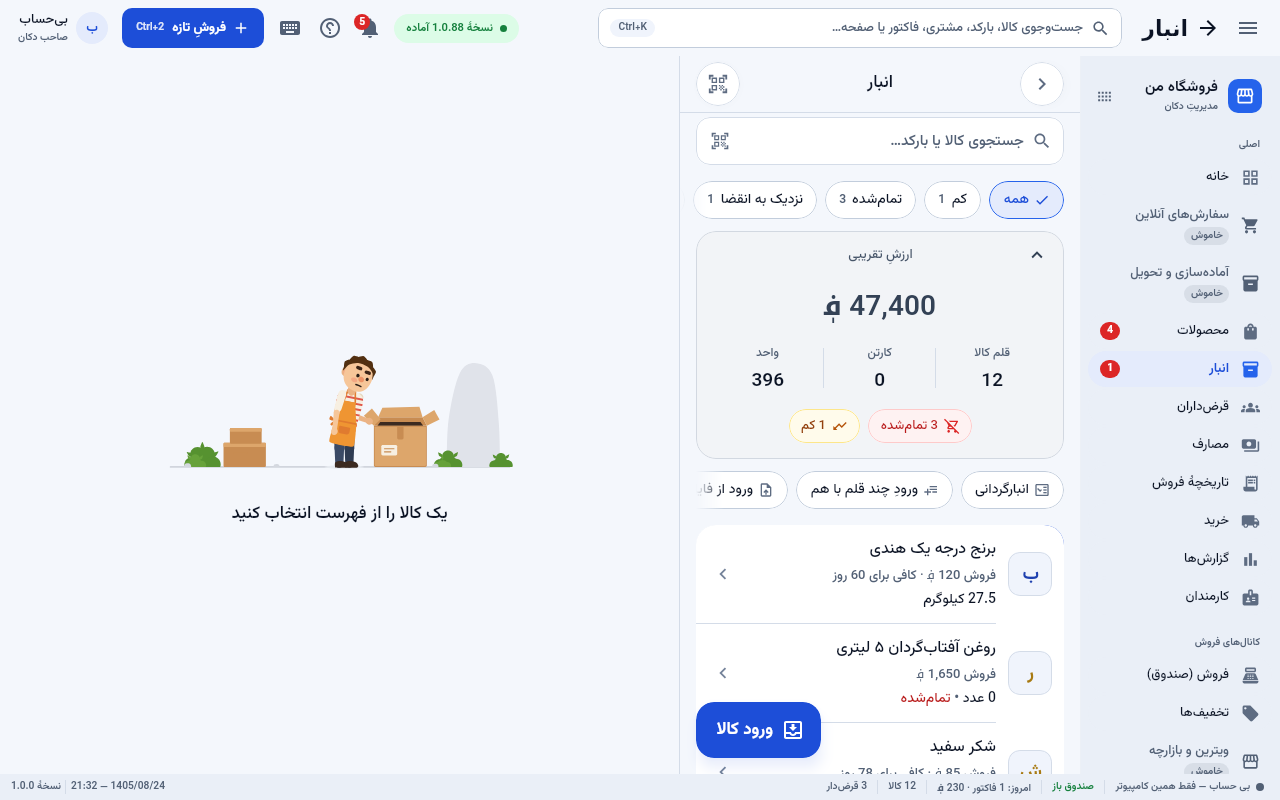 انبار
جست‌وجوی کالا، بارکد، مشتری، فاکتور یا صفحه...
Ctrl+K
نسخهٔ 1.0.88 آماده
5
فروشِ تازه
Ctrl+2
ب
بی‌حساب
صاحب دکان
فروشگاه من
مدیریت دکان
اصلی
خانه
سفارش‌های آنلاین
خاموش
آماده‌سازی و تحویل
خاموش
محصولات 4
انبار 1
قرض‌داران
مصارف
تاریخچهٔ فروش
خرید
گزارش‌ها
کارمندان
کانال‌های فروش
فروش (صندوق)
تخفیف‌ها
ویترین و بازارچه
خاموش
انبار
جستجوی کالا یا بارکد...
همه
کم 1
تمام‌شده 3
نزدیک به انقضا 1
ارزشِ تقریبی
47,400 ؋
قلم کالا
12
کارتن
0
واحد
396
3 تمام‌شده
1 کم
انبارگردانی
ورودِ چند قلم با هم
ورود از
ب
برنج درجه یک هندی
فروش 120 ؋ · کافی برای 60 روز
27.5 کیلوگرم
ر
روغن آفتاب‌گردان ۵ لیتری
فروش 1,650 ؋
0 عدد • تمام‌شده
ش
شکر سفید
فروش 85 ؋ · کافی برای 78 روز
ورود کالا
یک کالا را از فهرست انتخاب کنید
بی حساب — فقط همین کامپیوتر
صندوق باز
امروز: 1 فاکتور · 230 ؋
12 کالا
3 قرض‌دار
1405/08/24 — 21:32
نسخهٔ 1.0.0